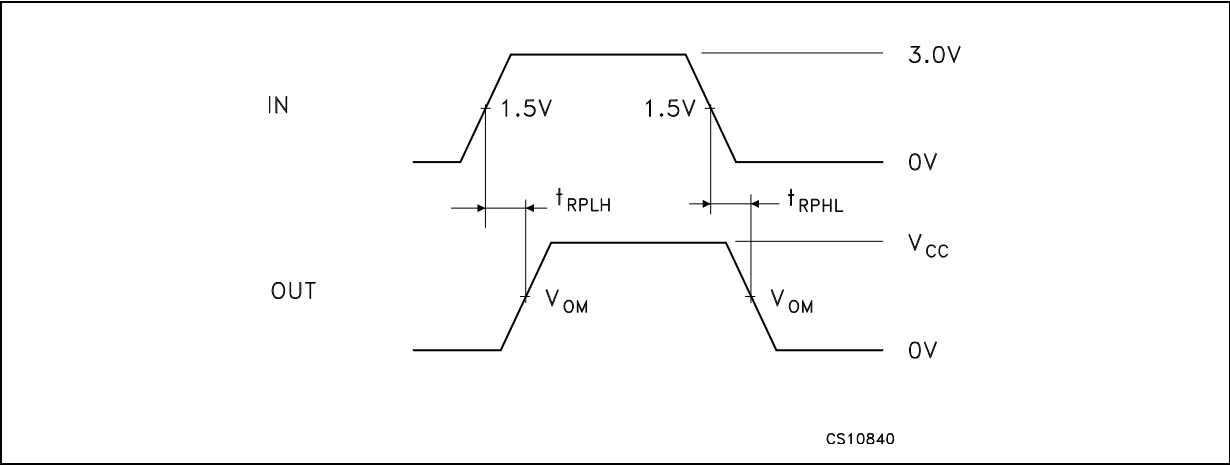 3.0V
IN
1.5V
1.5V
0V
tRPLH
tRPHL
VCC
OUT
VOM
VOM
0V
CS10840